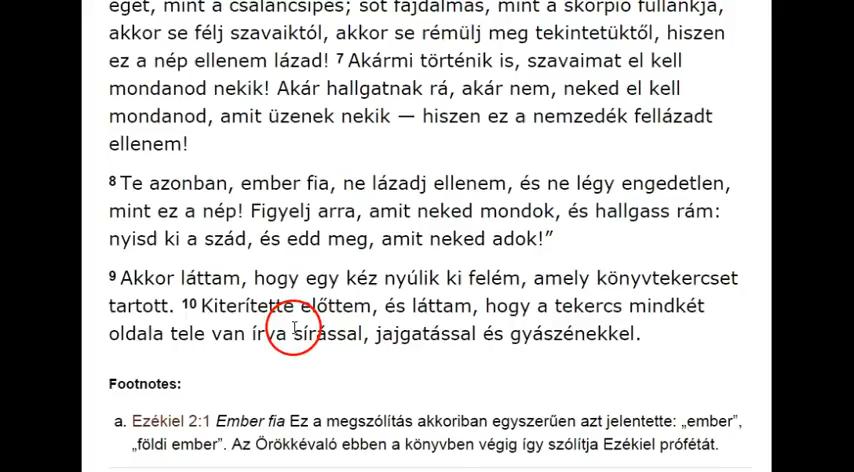 éget, mint a csaláncsípés; sőt fájdalmas, mint a skorpió fullánkja,
akkor se félj szavaiktól, akkor se rémülj meg tekintetüktől, hiszen
ez a nép ellenem lázad! 7 Akármi történik is, szavaimat el kell
mondanod nekik! Akár hallgatnak rá, akár nem, neked el kell
mondanod, amit üzenek nekik — hiszen ez a nemzedék fellázadt
ellenem!
8 Te azonban, ember fia, ne lázadj ellenem, és ne légy engedetlen,
mint ez a nép! Figyelj arra, amit neked mondok, és hallgass rám:
nyisd ki a szád, és edd meg, amit neked adok!”
9 Akkor láttam, hogy egy kéz nyúlik ki felém, amely könyvtekercset
tartott. 10 Kiterítette előttem, és láttam, hogy a tekercs mindkét
oldala tele van írva sírással, jajgatással és gyászénekkel.
Footnotes:
a. Ezékiel 2:1 Ember fia Ez a megszólítás akkoriban egyszerűen azt jelentette: „ember”,
„földi ember”. Az Örökkévaló ebben a könyvben végig így szólítja Ezékiel prófétát.